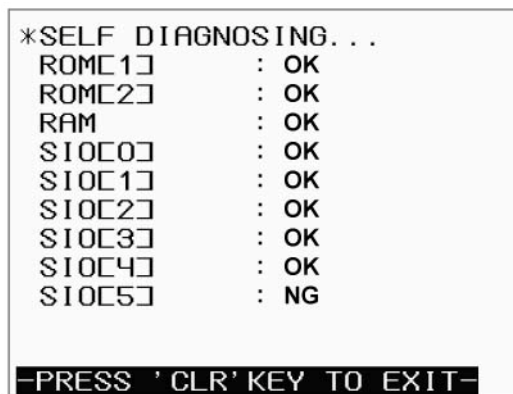 *SELF DIAGNOSING...
ROM[1] : OK
ROM[2] : OK
RAM : OK
SIO[0] : OK
SIO[1] : OK
SIO[2] : OK
SIO[3] : OK
SIO[4] : OK
SIO[5] : NG
-PRESS 'CLR'KEY TO EXIT-